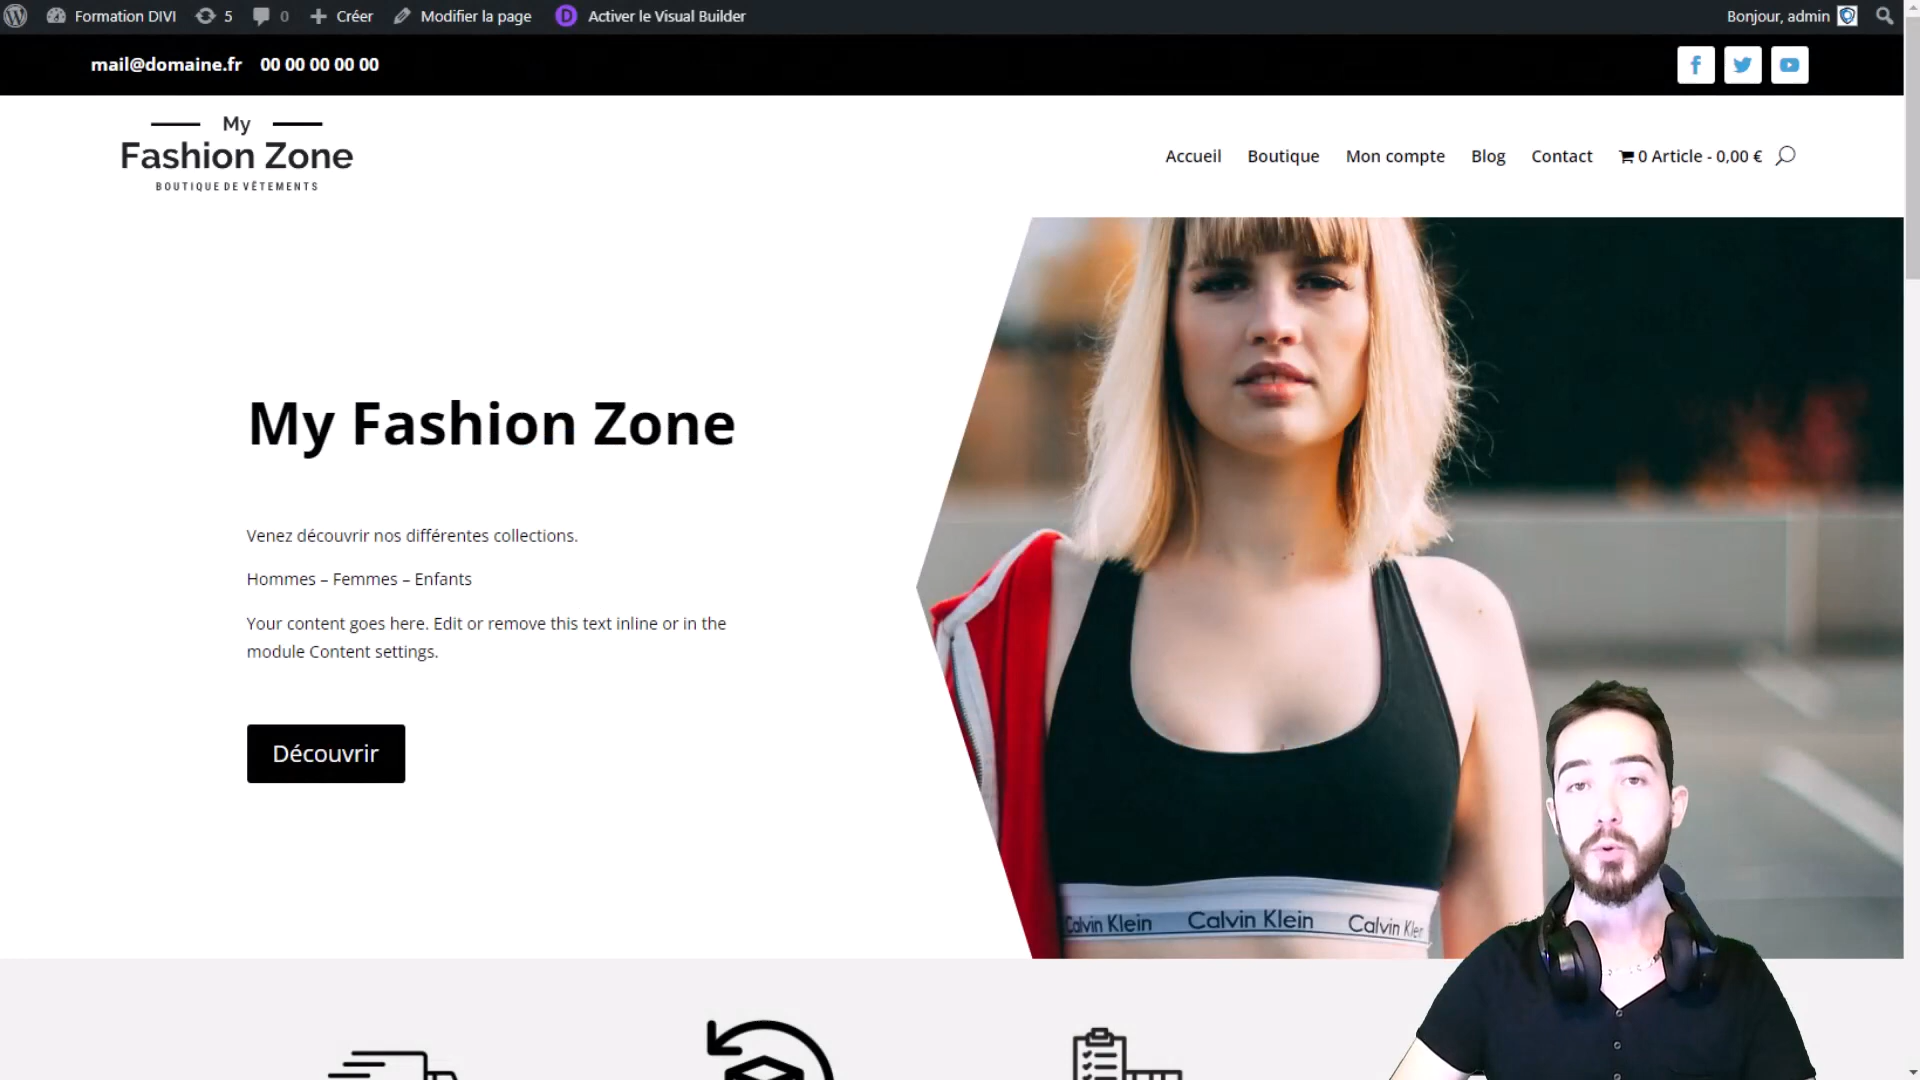 Formation DIVI 5 0 Créer Modifier la page Activer le Visual Builder Bonjour, admin
mail@domaine.fr 00 00 00 00 00
My
Fashion Zone
BOUTIQUE DE VÊTEMENTS
Accueil Boutique Mon compte Blog Contact 0 Article - 0,00 €
My Fashion Zone
Venez découvrir nos différentes collections.
Hommes – Femmes – Enfants
Your content goes here. Edit or remove this text inline or in the
module Content settings.
Découvrir
Calvin Klein Calvin Klein Calvin Klein